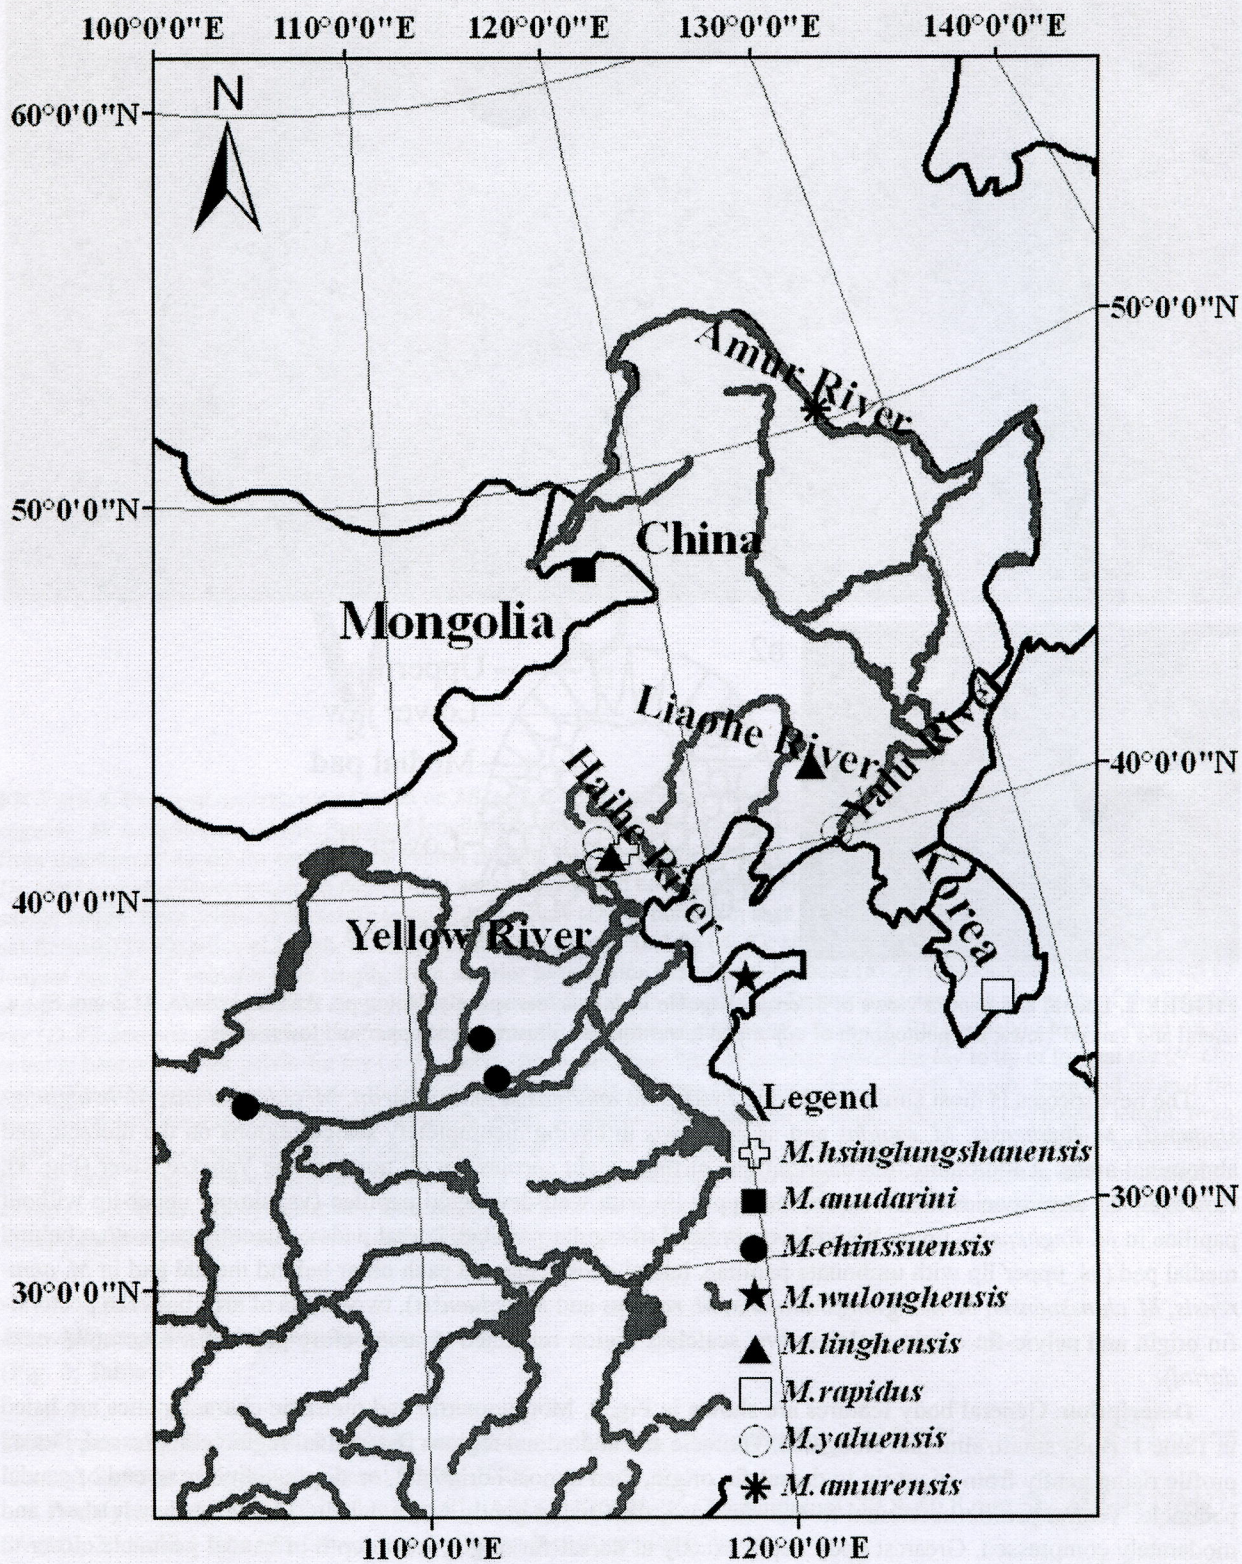 100°0'0"E 110°0'0"E 120°0'0"E 130°0'0"E 140°0'0"E
N
60°0'0"N
50°0'0"N
Amur River
50°0'0"N
China
Mongolia
Liaohe River
Haihe River
Yalu River
40°0'0"N
Korea
40°0'0"N
Yellow River
Legend
M.hsinglungshanensis
M.anudarini
M.chinssuensis
M.wulonghensis
M.linghensis
M.rapidus
M.yaluensis
M.amurensis
30°0'0"N
30°0'0"N
110°0'0"E 120°0'0"E